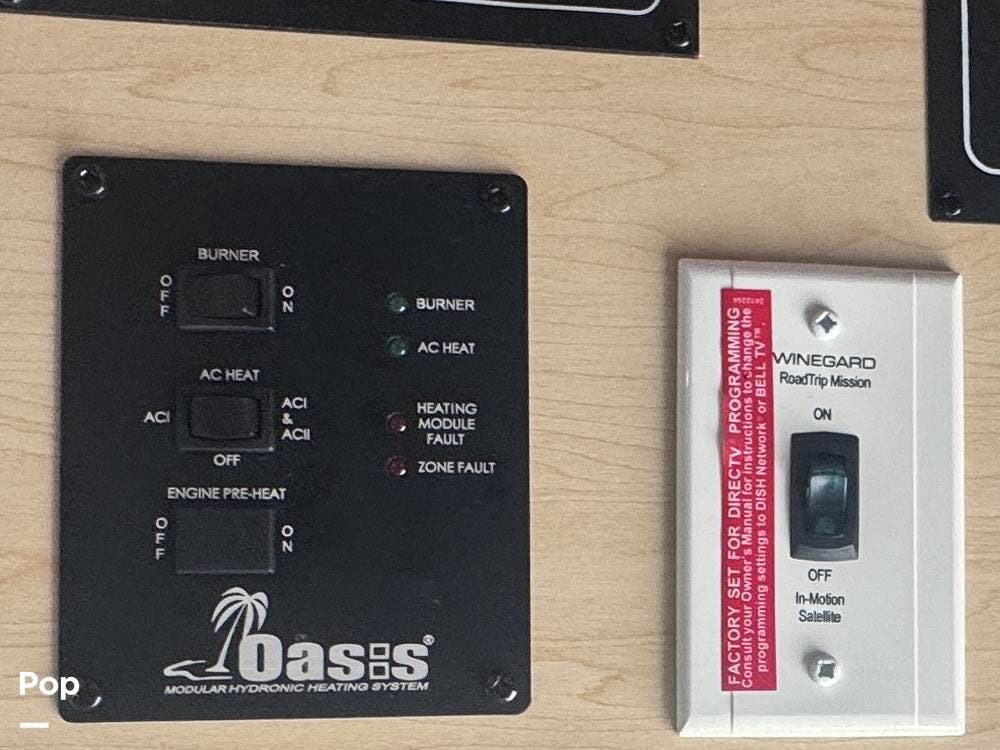 BURNER
OFF
ON
AC HEAT
ACI
ACI
&
ACII
OFF
ENGINE PRE-HEAT
OFF
ON
BURNER
AC HEAT
HEATING
MODULE
FAULT
ZONE FAULT
Oasis®
MODULAR HYDRONIC HEATING SYSTEM
FACTORY SET FOR DIRECTV® PROGRAMMING
Consult your Owner's Manual for instructions to change the
programming settings to DISH Network® or BELL TV™.
WINEGARD
RoadTrip Mission
ON
OFF
In-Motion
Satellite
Pop